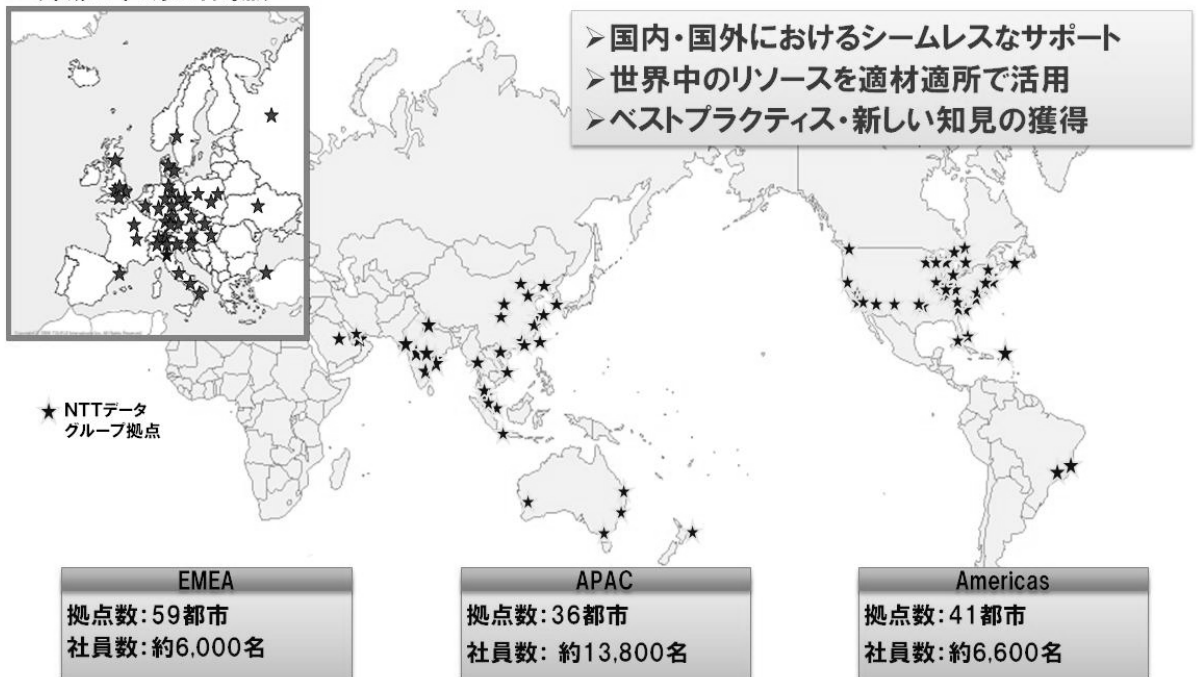 ➢国内・国外におけるシームレスなサポート
➢世界中のリソースを適材適所で活用
➢ベストプラクティス・新しい知見の獲得
★ NTTデータ
グループ拠点
EMEA
拠点数:59都市
社員数:約6,000名
APAC
拠点数:36都市
社員数: 約13,800名
Americas
拠点数:41都市
社員数:約6,600名